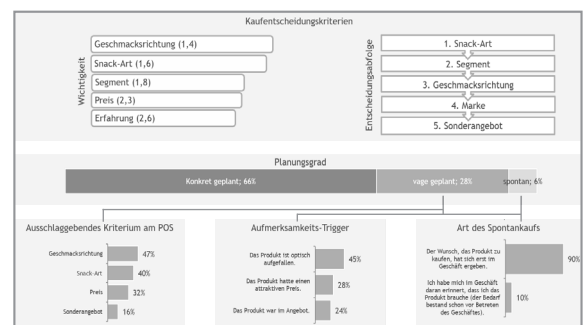 Kaufentscheidungskriterien
Wichtigkeit
Geschmacksrichtung (1,4)
Snack-Art (1,6)
Segment (1,8)
Preis (2,3)
Erfahrung (2,6)
Entscheidungsabfolge
1. Snack-Art
2. Segment
3. Geschmacksrichtung
4. Marke
5. Sonderangebot
Planungsgrad
Konkret geplant; 66%
vage geplant; 28%
spontan; 6%
Ausschlaggebendes Kriterium am POS
Geschmacksrichtung 47%
Snack-Art 40%
Preis 32%
Sonderangebot 16%
Aufmerksamkeits-Trigger
Das Produkt ist optisch
aufgefallen. 45%
Das Produkt hatte einen
attraktiven Preis. 28%
Das Produkt war im Angebot. 24%
Art des Spontankaufs
Der Wunsch, das Produkt zu
kaufen, hat sich erst im
Geschäft ergeben. 90%
Ich habe mich im Geschäft
daran erinnert, dass ich das
Produkt brauche (der Bedarf
bestand schon vor Betreten
des Geschäftes). 10%